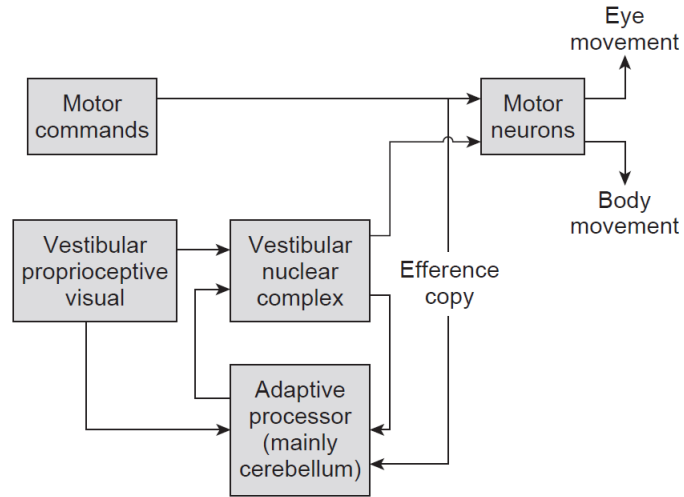 Eye
movement
Motor
commands
Motor
neurons
Body
movement
Vestibular
proprioceptive
visual
Vestibular
nuclear
complex
Efference
copy
Adaptive
processor
(mainly
cerebellum)